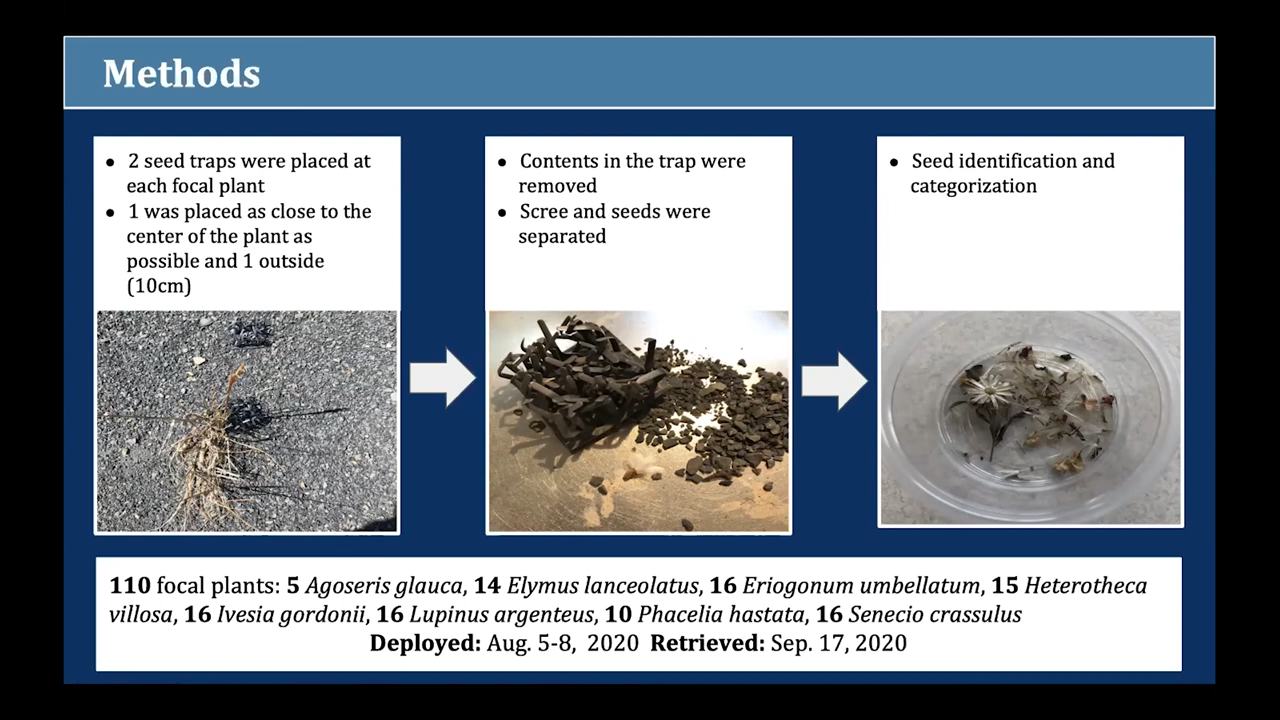 Methods
● 2 seed traps were placed at
each focal plant
● 1 was placed as close to the
center of the plant as
possible and 1 outside
(10cm)
● Contents in the trap were
removed
● Scree and seeds were
separated
● Seed identification and
categorization
110 focal plants: 5 Agoseris glauca, 14 Elymus lanceolatus, 16 Eriogonum umbellatum, 15 Heterotheca
villosa, 16 Ivesia gordonii, 16 Lupinus argenteus, 10 Phacelia hastata, 16 Senecio crassulus
Deployed: Aug. 5-8, 2020 Retrieved: Sep. 17, 2020